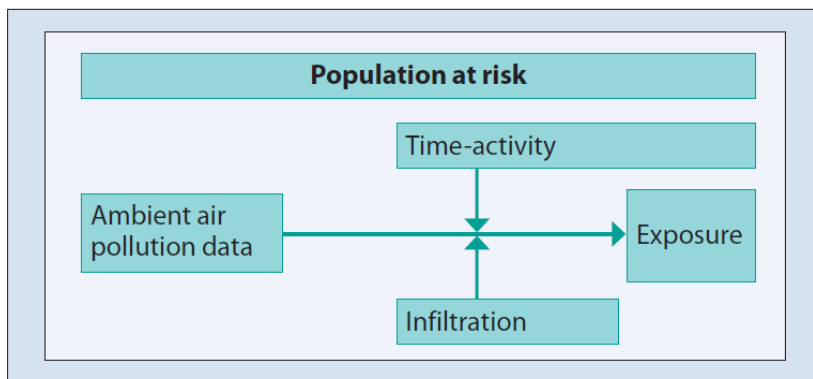 Population at risk
Time-activity
Ambient air
pollution data
Exposure
Infiltration